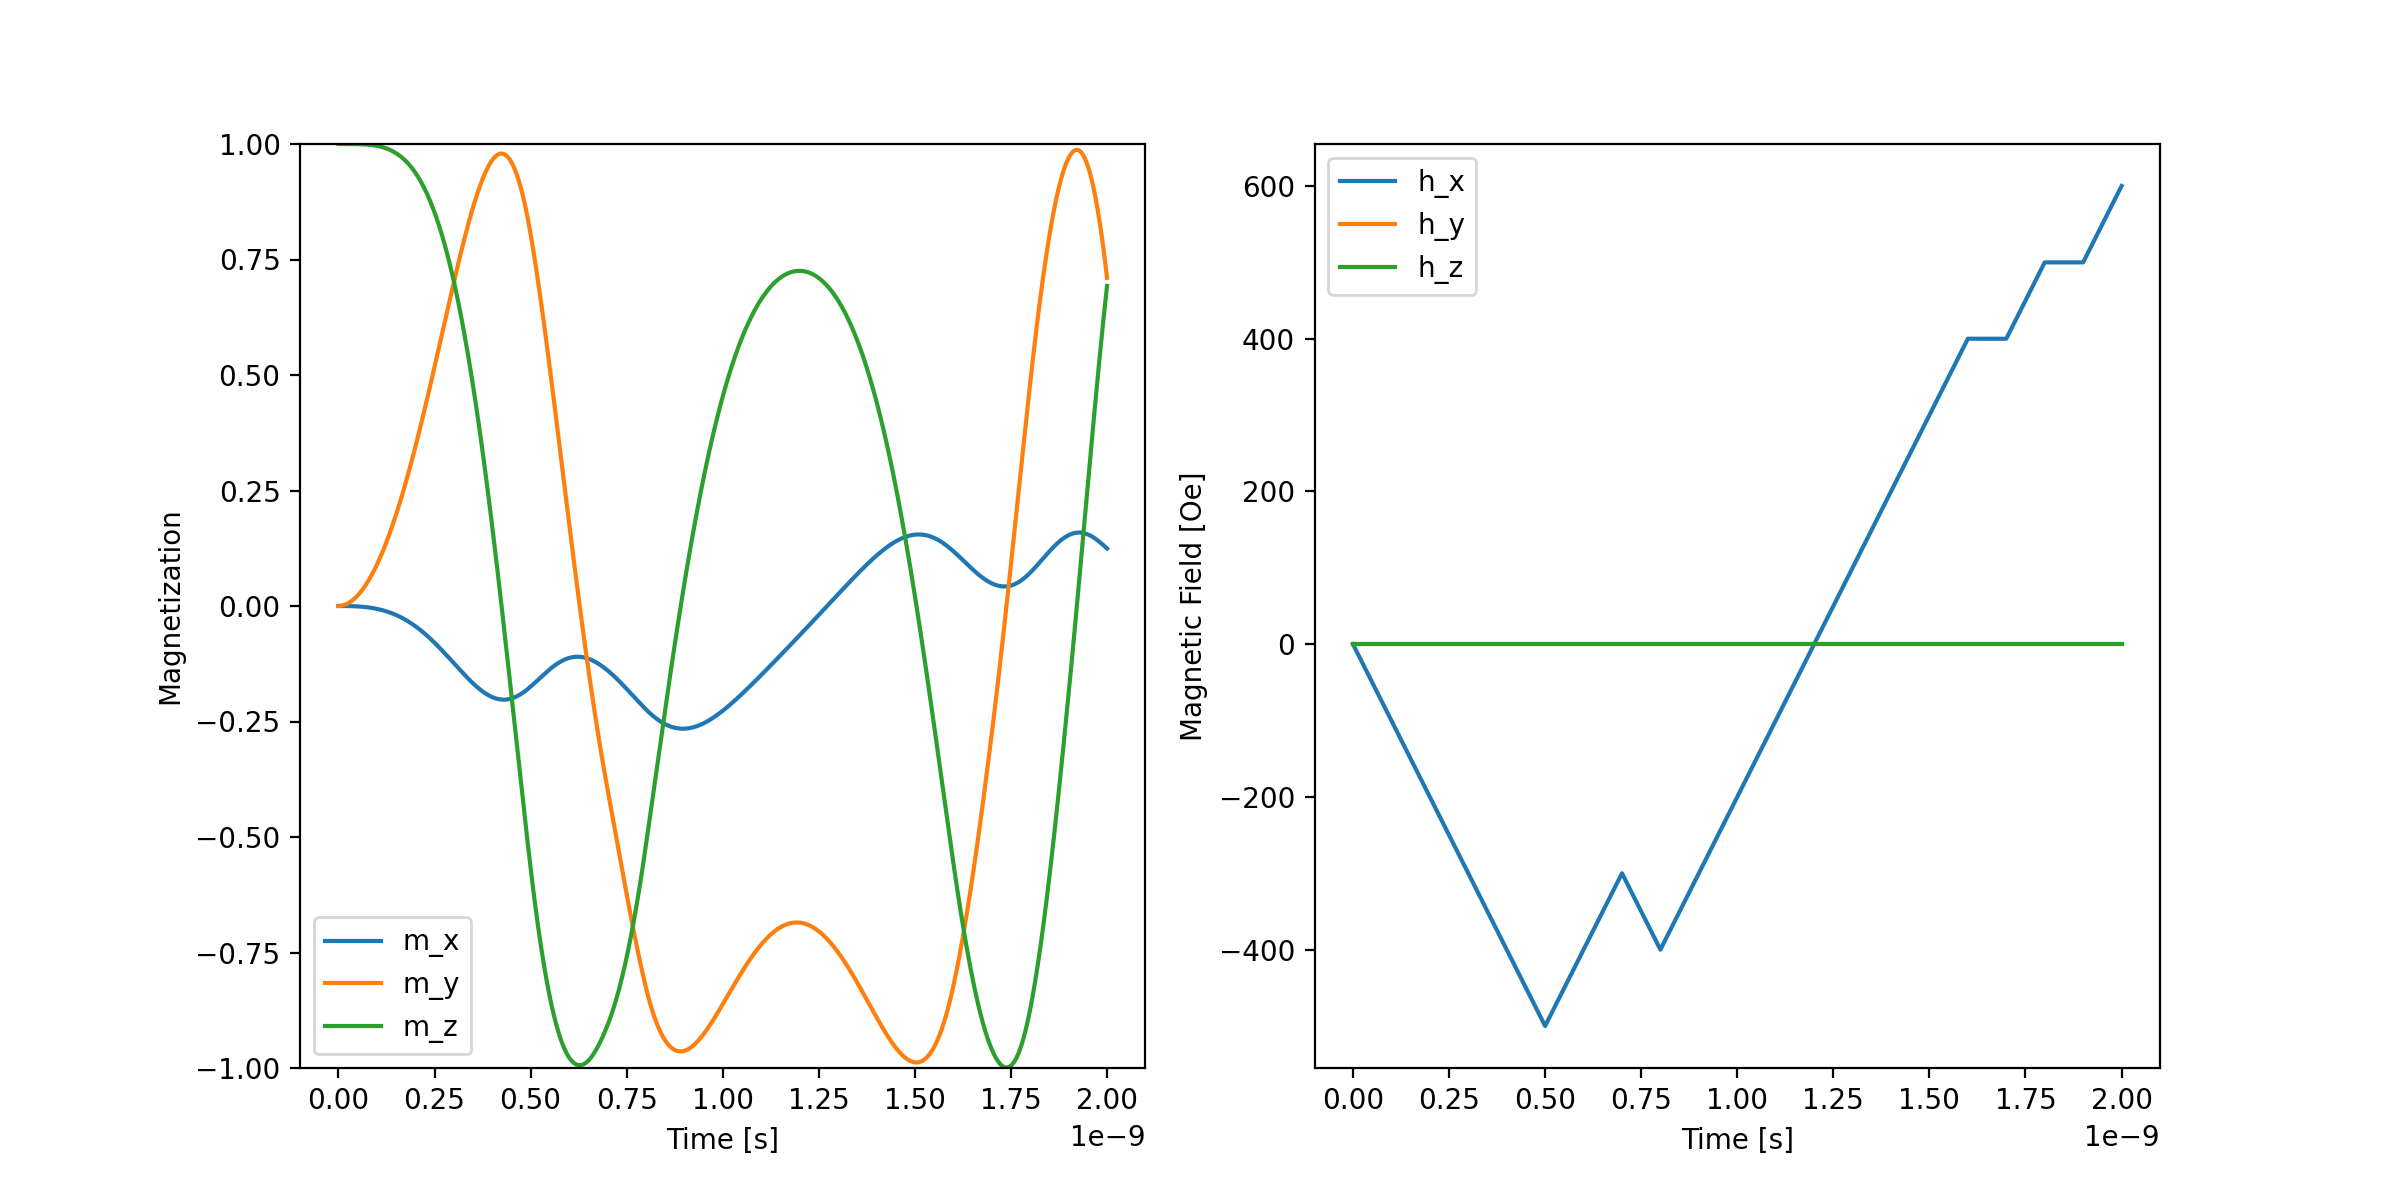 1.00
0.75
0.50
0.25
0.00
−0.25
−0.50
−0.75
−1.00
Magnetization
m_x
m_y
m_z
0.00 0.25 0.50 0.75 1.00 1.25 1.50 1.75 2.00
Time [s]
1e−9
600
400
200
0
−200
−400
Magnetic Field [Oe]
h_x
h_y
h_z
0.00 0.25 0.50 0.75 1.00 1.25 1.50 1.75 2.00
Time [s]
1e−9